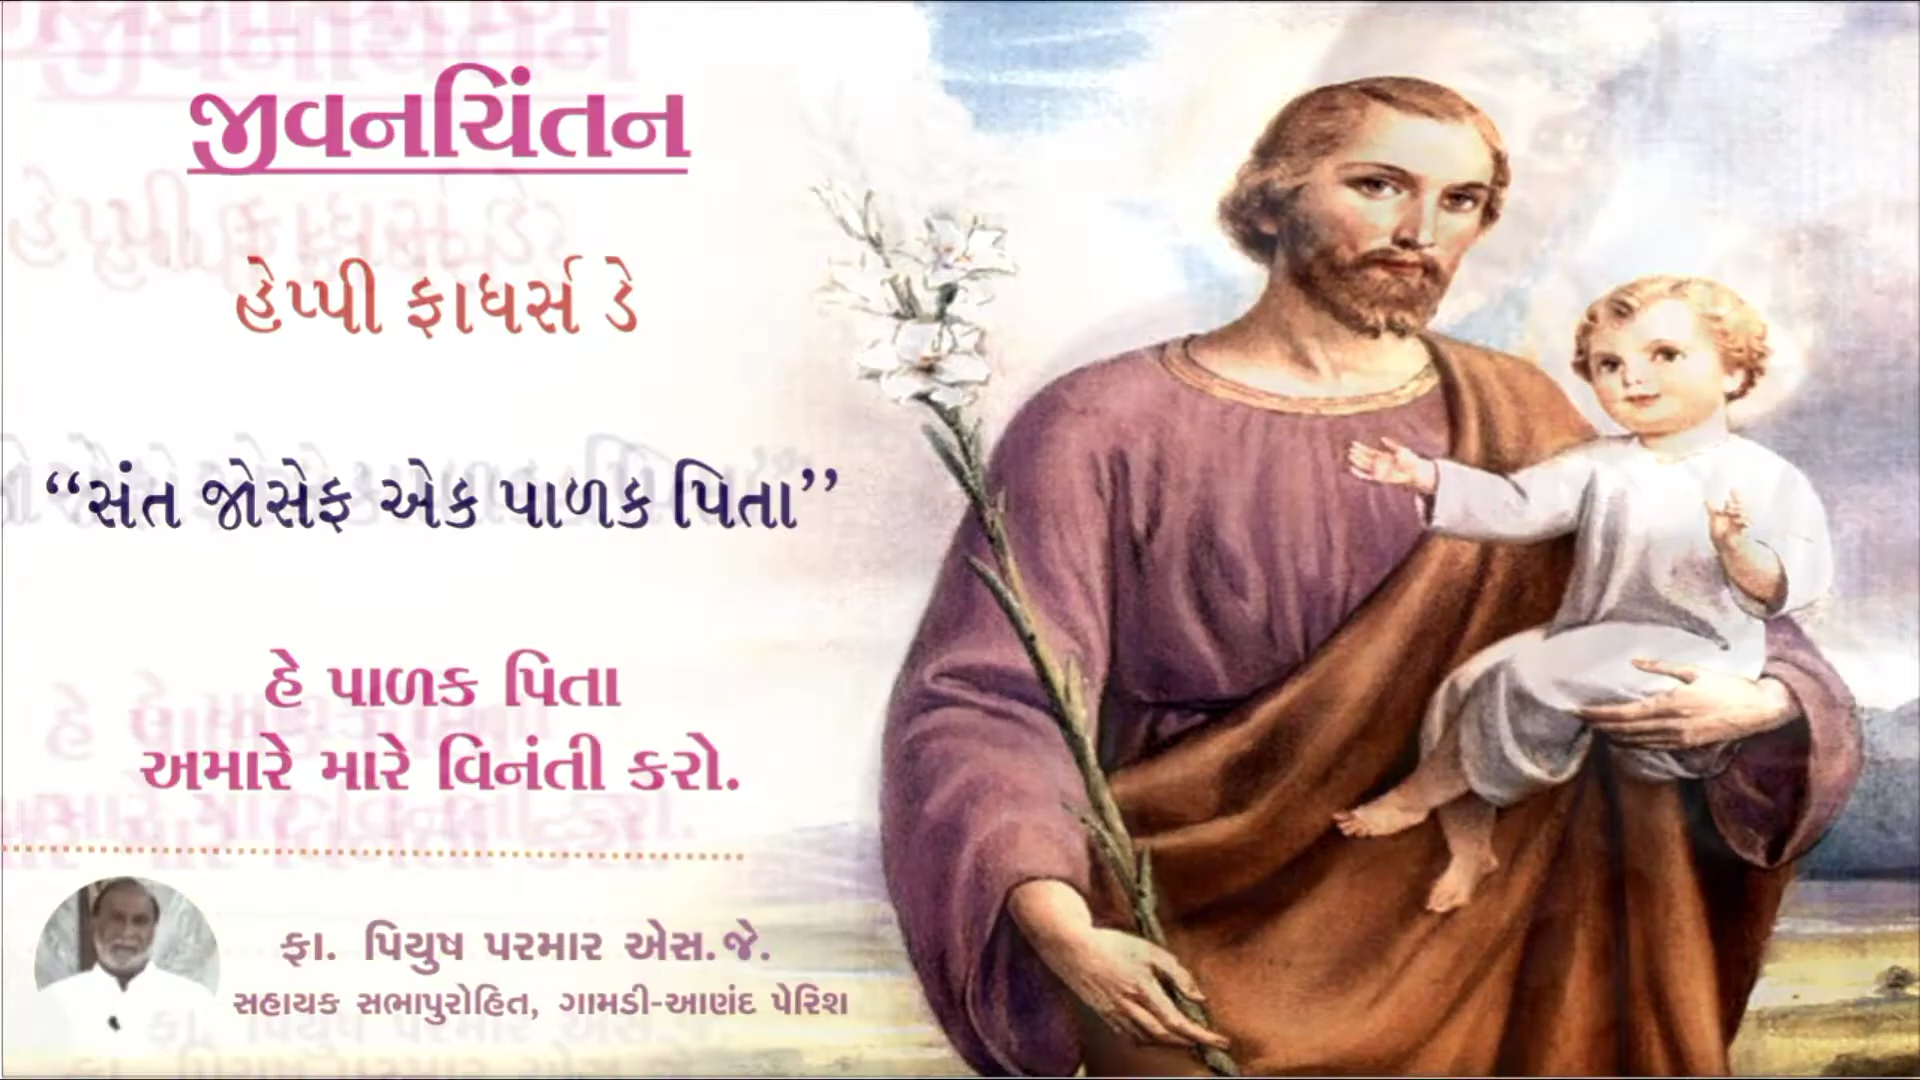 જીવનચિંતન
હેપ્પી ફાધર્સ ડે
“સંત જોસેફ એક પાળક પિતા”
હે પાળક પિતા
અમારે મારે વિનંતી કરો.
ફા. પિયુષ પરમાર એસ.જે.
સહાયક સભાપુરોહિત, ગામડી-આણંદ પેરિશ